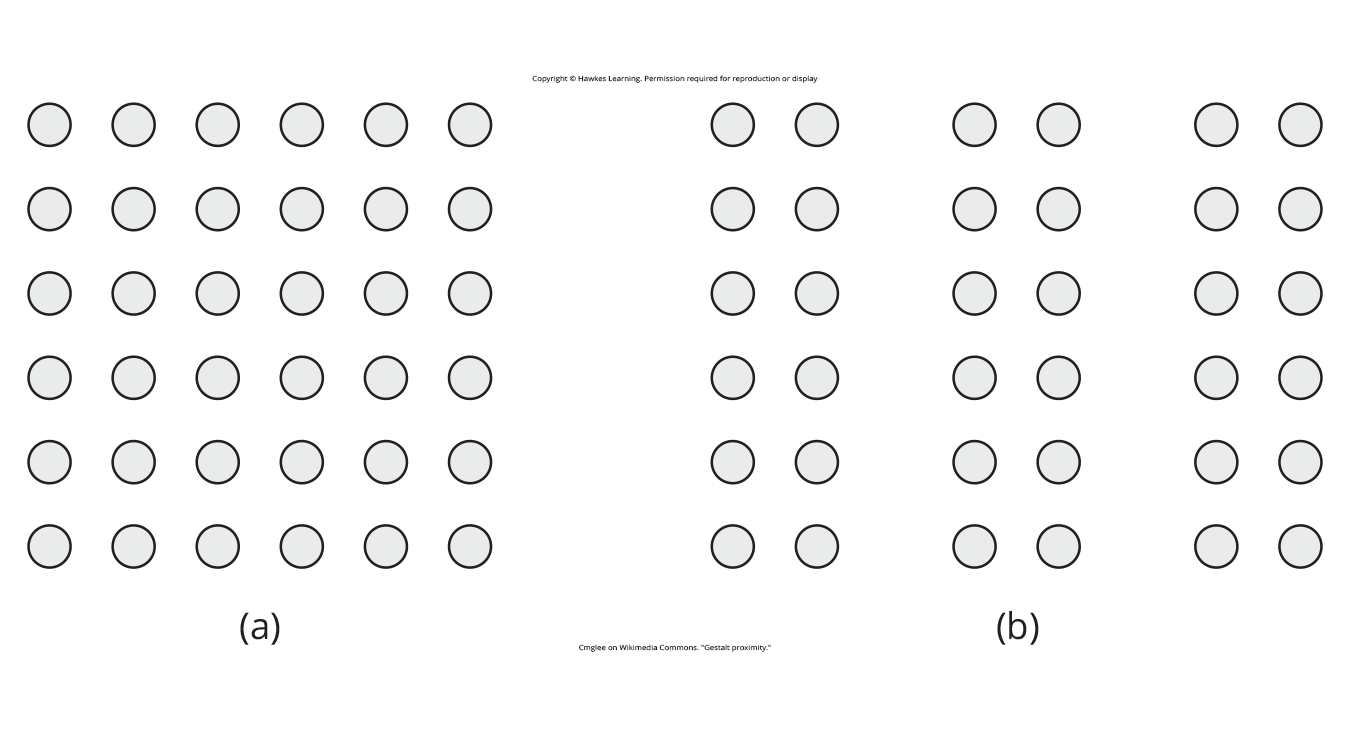 Copyright © Hawkes Learning. Permission required for reproduction or display
(a)
(b)
Cmglee on Wikimedia Commons. "Gestalt proximity."